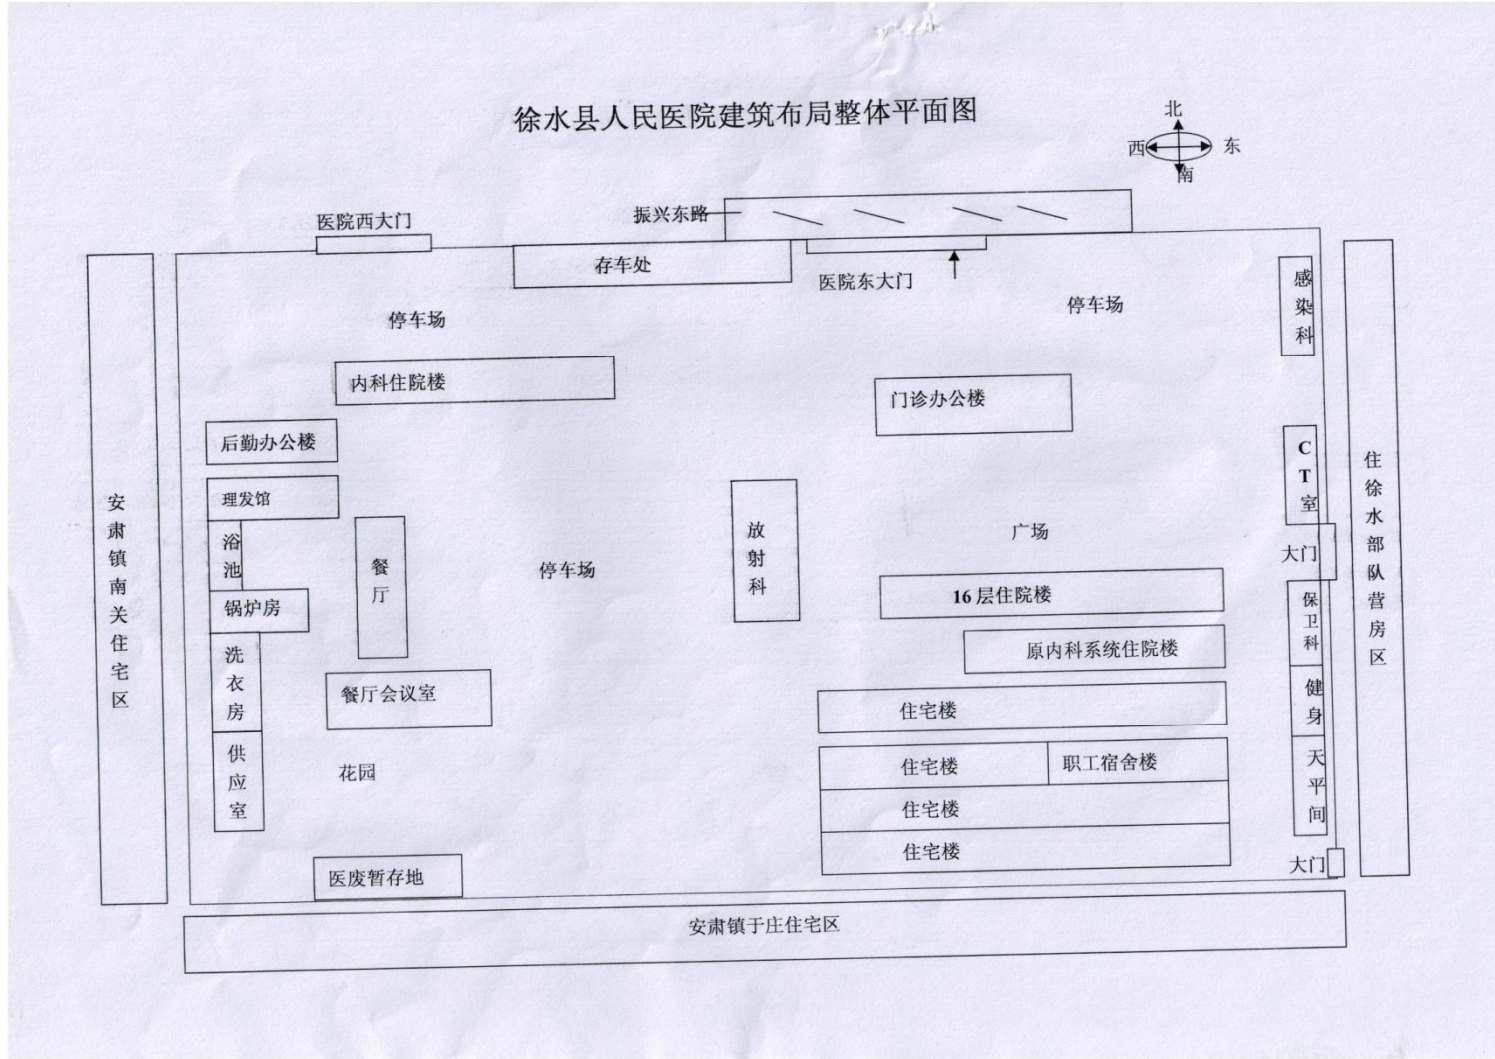 徐水县人民医院建筑布局整体平面图
北
西
东
南
医院西大门
振兴东路
存车处
医院东大门
停车场
停车场
感染科
内科住院楼
门诊办公楼
后勤办公楼
CT室
理发馆
浴池
餐厅
停车场
放射科
广场
大门
16层住院楼
锅炉房
保卫科
洗衣房
原内科系统住院楼
餐厅会议室
住宅楼
健身
供应室
花园
住宅楼
职工宿舍楼
天平间
住宅楼
住宅楼
医废暂存地
大门
安肃镇南关住宅区
住徐水部队营房区
安肃镇于庄住宅区